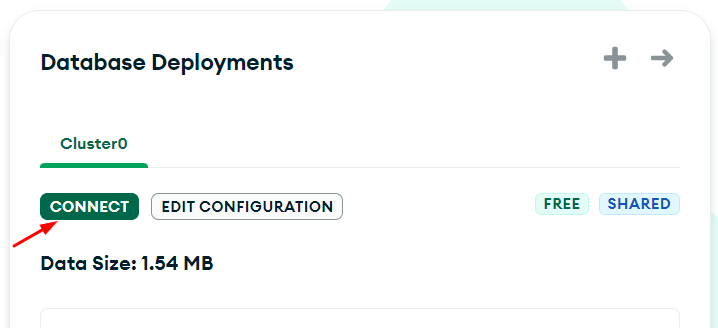 Database Deployments
Cluster0
CONNECT EDIT CONFIGURATION FREE SHARED
Data Size: 1.54 MB